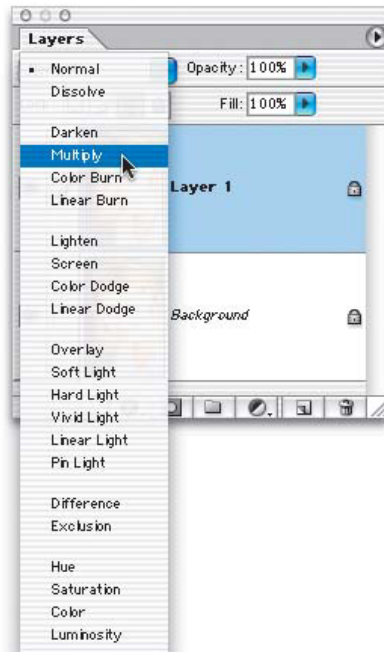 Layers
Normal
Opacity: 100%
Dissolve
Fill: 100%
Darken
Multiply
Color Burn
Layer 1
Linear Burn
Lighten
Screen
Color Dodge
Linear Dodge
Background
Overlay
Soft Light
Hard Light
Vivid Light
Linear Light
Pin Light
Difference
Exclusion
Hue
Saturation
Color
Luminosity